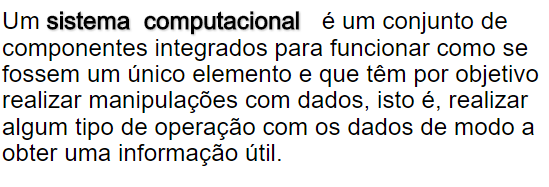 Um sistema computacional é um conjunto de
componentes integrados para funcionar como se
fossem um único elemento e que têm por objetivo
realizar manipulações com dados, isto é, realizar
algum tipo de operação com os dados de modo a
obter uma informação útil.